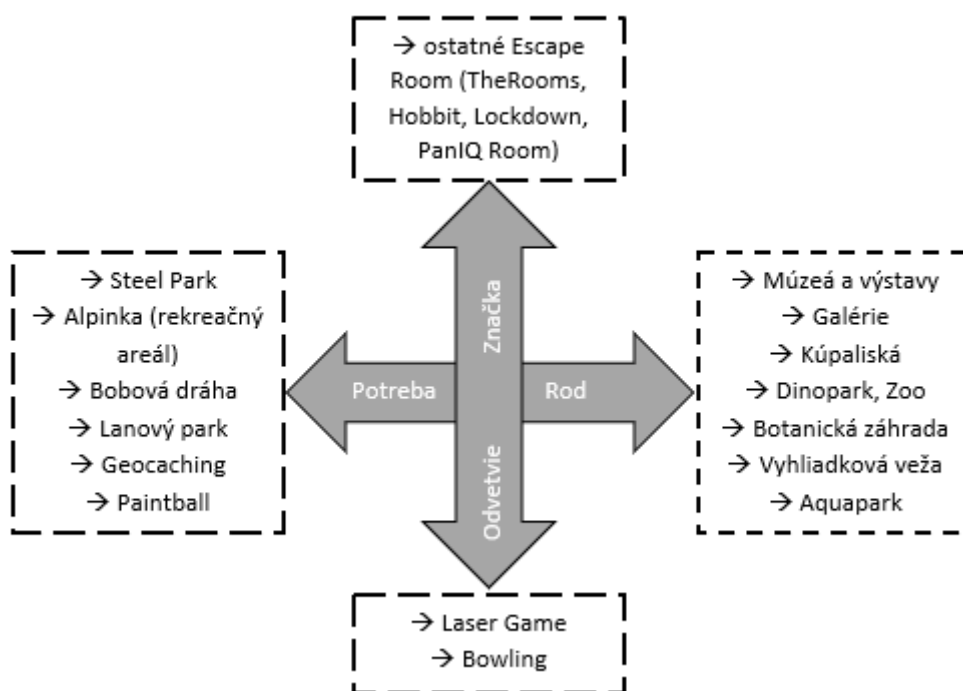 → ostatné Escape
Room (TheRooms,
Hobbit, Lockdown,
PanIQ Room)
→ Steel Park
→ Alpinka (rekreačný
areál)
→ Bobová dráha
→ Lanový park
→ Geocaching
→ Paintball
Značka
Potreba
Rod
Odvetvie
→ Múzeá a výstavy
→ Galérie
→ Kúpaliská
→ Dinopark, Zoo
→ Botanická záhrada
→ Vyhliadková veža
→ Aquapark
→ Laser Game
→ Bowling